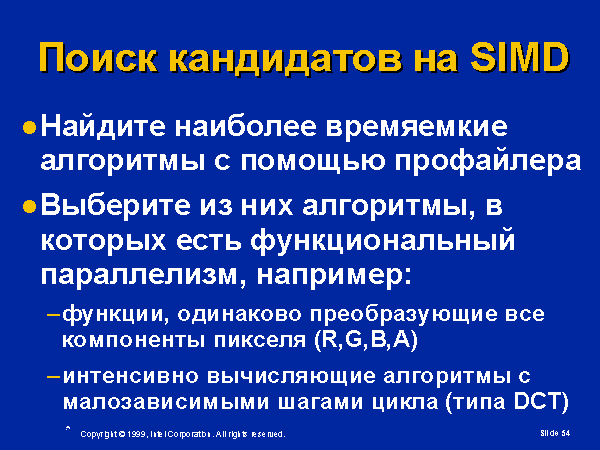 Поиск кандидатов на SIMD
●Найдите наиболее времяемкие
алгоритмы с помощью профайлера
●Выберите из них алгоритмы, в
которых есть функциональный
параллелизм, например:
–функции, одинаково преобразующие все
компоненты пикселя (R,G,B,A)
–интенсивно вычисляющие алгоритмы с
малозависимыми шагами цикла (типа DCT)
* Copyright © 1999, Intel Corporation. All rights reserved. Slide 54